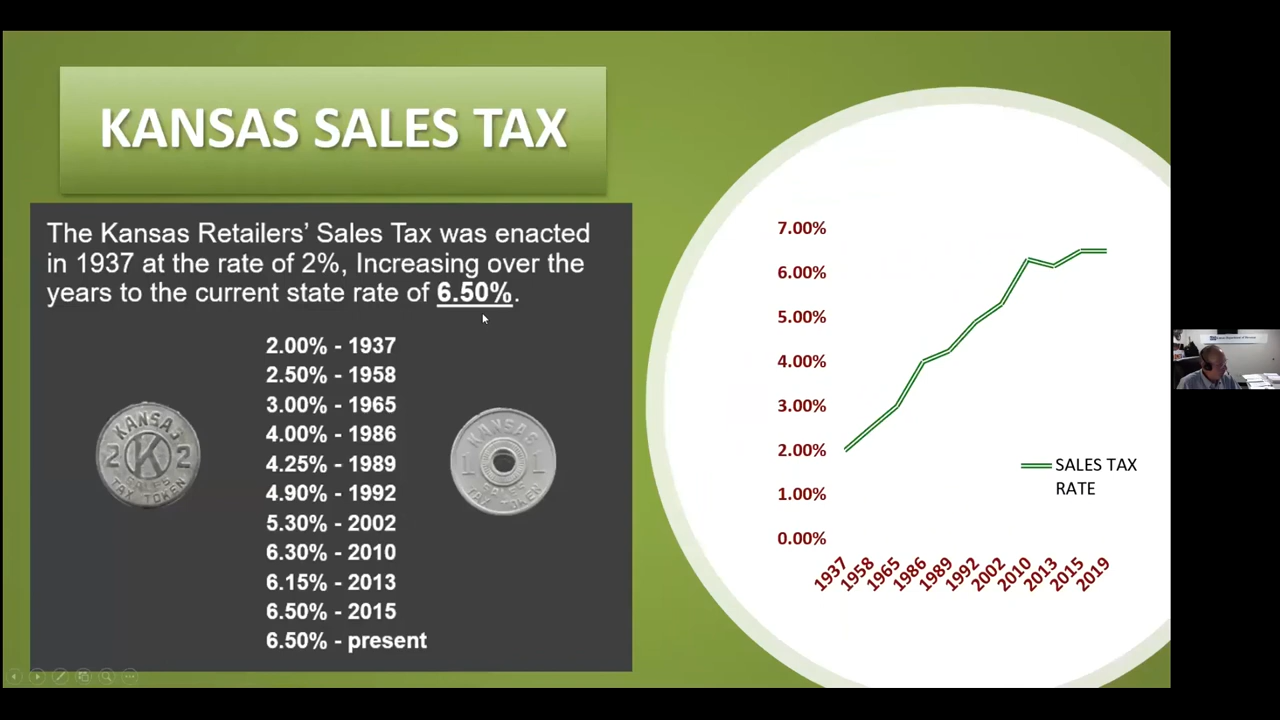 KANSAS SALES TAX
The Kansas Retailers' Sales Tax was enacted
in 1937 at the rate of 2%, Increasing over the
years to the current state rate of 6.50%.
2.00% - 1937
2.50% - 1958
3.00% - 1965
4.00% - 1986
4.25% - 1989
4.90% - 1992
5.30% - 2002
6.30% - 2010
6.15% - 2013
6.50% - 2015
6.50% - present
KANSAS
2 K 2
SALES
TAX TOKEN
KANSAS
1 1
SALES
TAX TOKEN
7.00%
6.00%
5.00%
4.00%
3.00%
2.00%
1.00%
0.00%
1937
1958
1965
1986
1989
1992
2002
2010
2013
2015
2019
SALES TAX
RATE